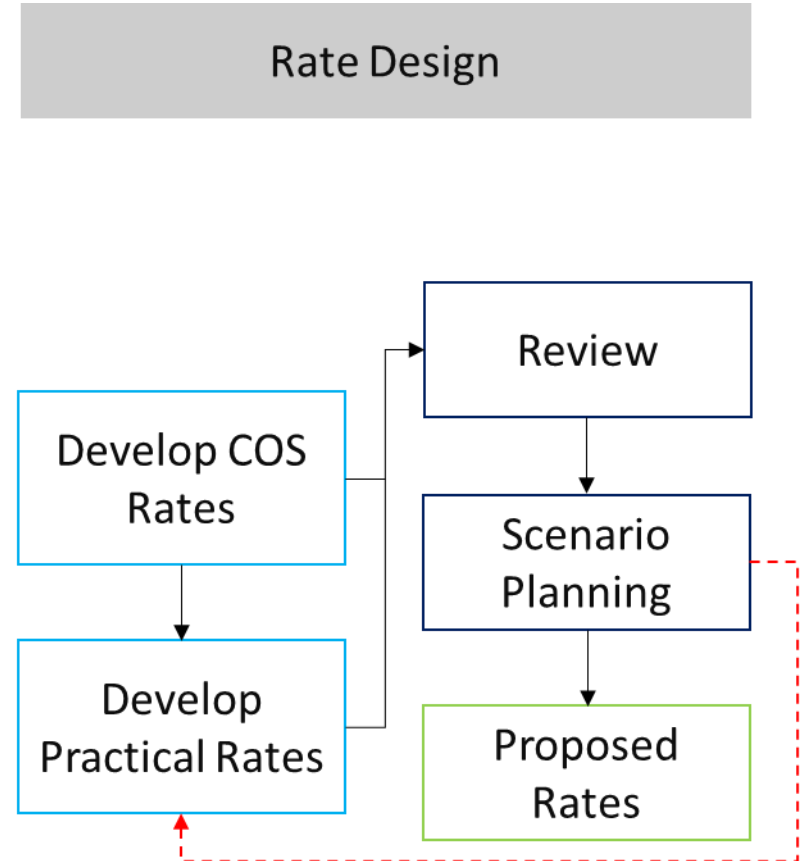 Rate Design
Develop COS
Rates
Develop
Practical Rates
Review
Scenario
Planning
Proposed
Rates